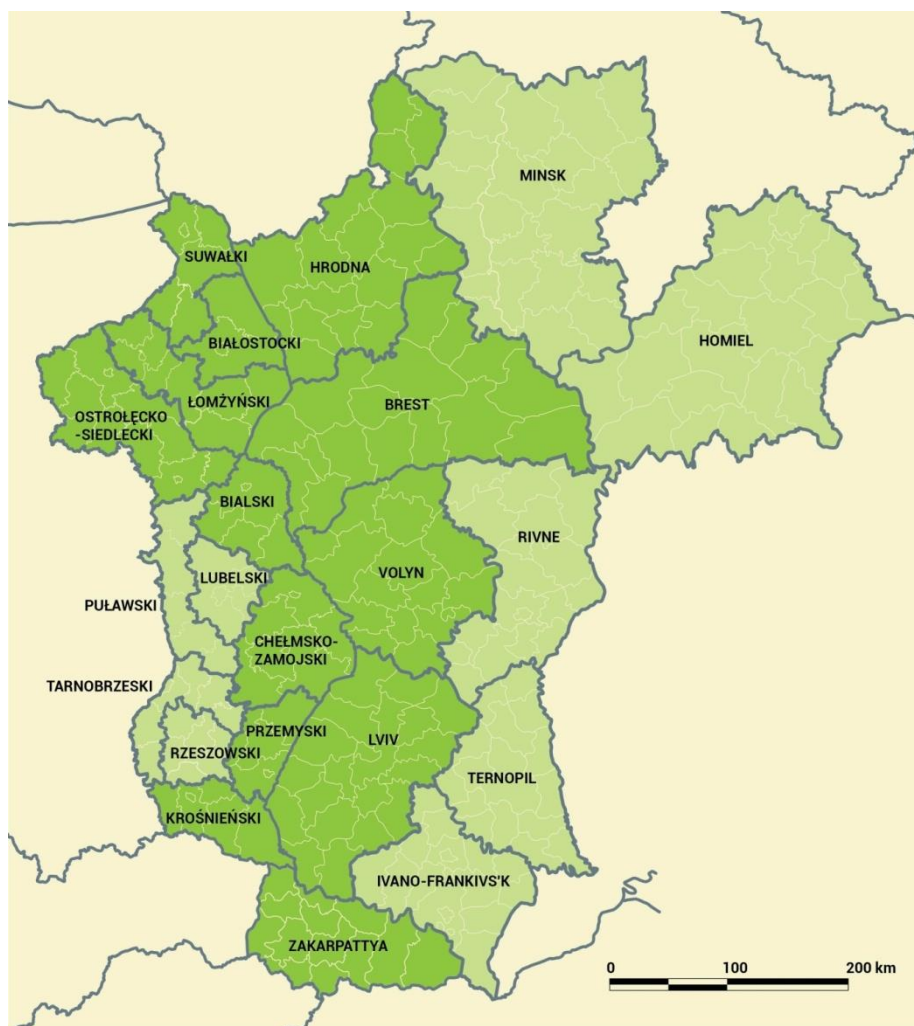 MINSK
SUWAŁKI
HRODNA
BIAŁOSTOCKI
HOMIEL
ŁOMŻYŃSKI
BREST
OSTROŁĘCKO
-SIEDLECKI
BIALSKI
RIVNE
LUBELSKI
VOLYN
PUŁAWSKI
CHEŁMSKO-
ZAMOJSKI
TARNOBRZESKI
PRZEMYSKI
LVIV
RZESZOWSKI
TERNOPIL
KROŚNIEŃSKI
IVANO-FRANKIVS'K
ZAKARPATTYA
0 100 200 km